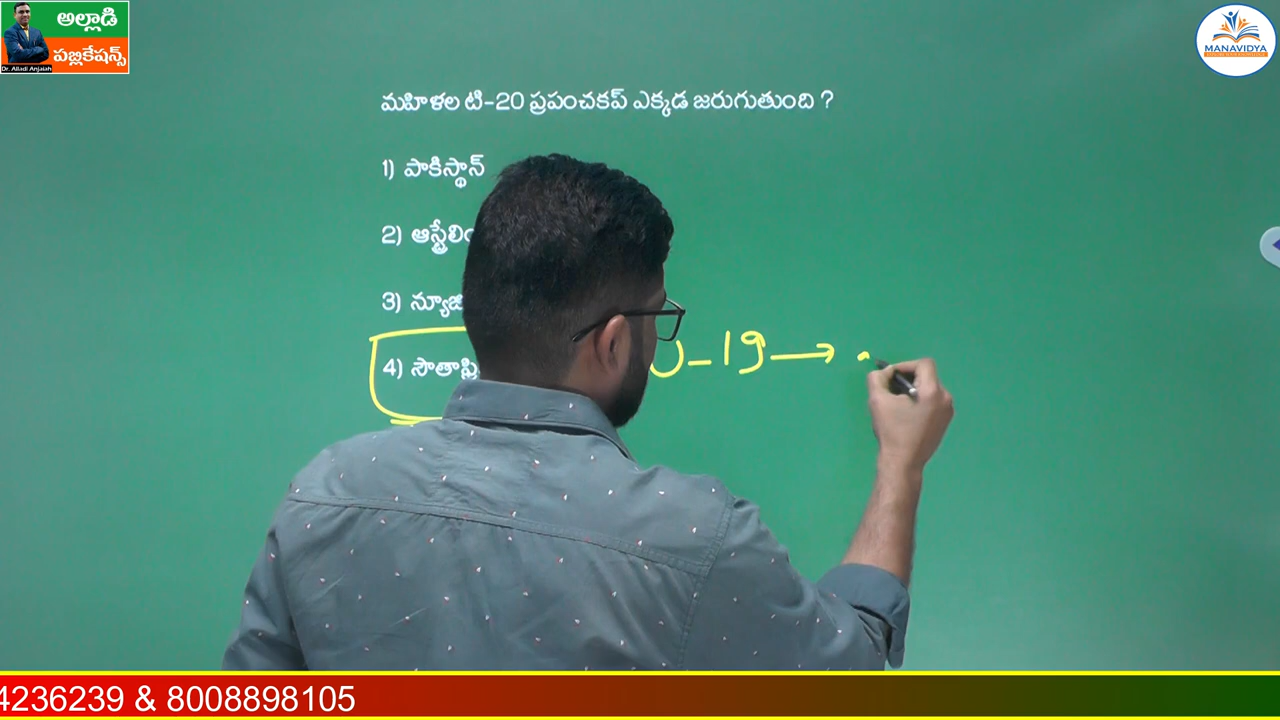 అల్లాడి
పబ్లికేషన్స్
Dr. Alladi Anjaiah
MANAVIDYA
మహిళల టి-20 ప్రపంచకప్ ఎక్కడ జరుగుతుంది ?
1) పాకిస్థాన్
2)
3)
4)
U-19 →
4236239 & 8008898105